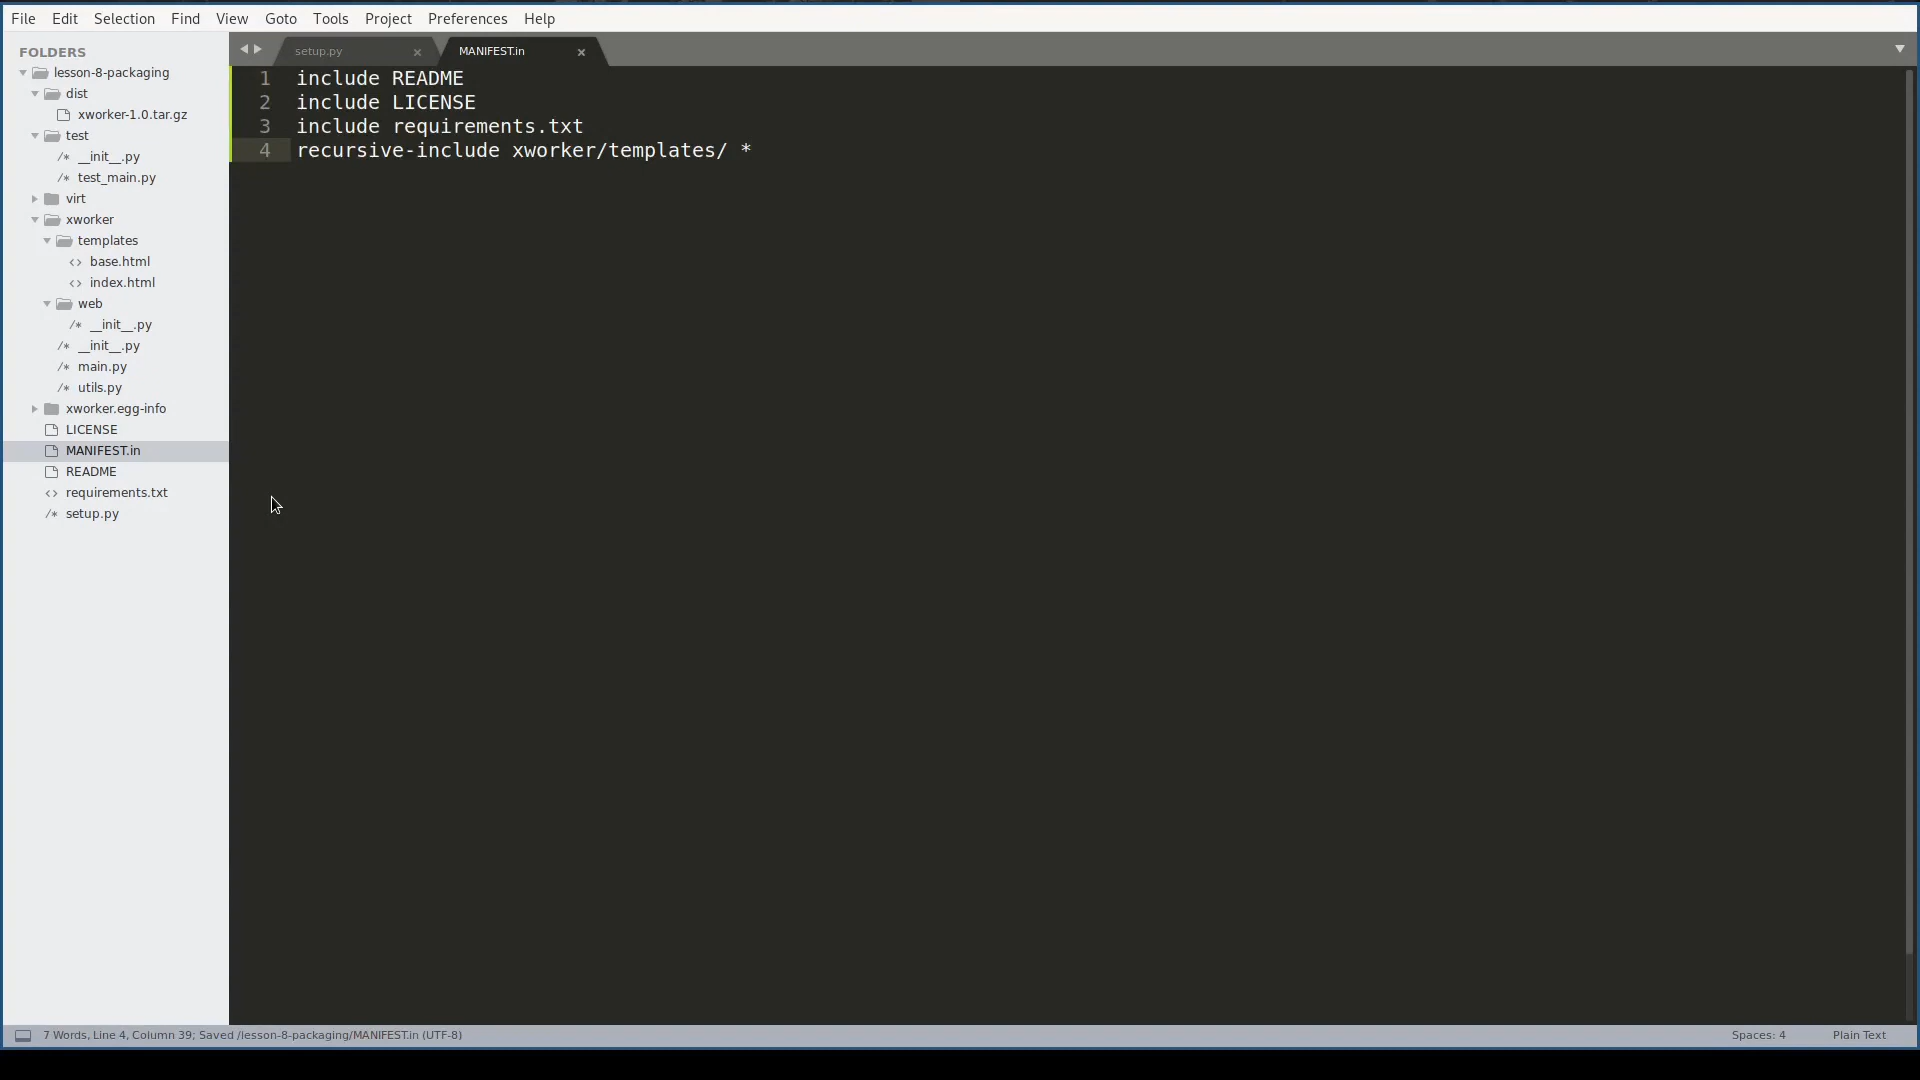 File Edit Selection Find View Goto Tools Project Preferences Help
FOLDERS
lesson-8-packaging
dist
xworker-1.0.tar.gz
test
/* __init__.py
/* test_main.py
virt
xworker
templates
<> base.html
<> index.html
web
/* __init__.py
/* __init__.py
/* main.py
/* utils.py
xworker.egg-info
LICENSE
MANIFEST.in
README
<> requirements.txt
/* setup.py
setup.py × MANIFEST.in ×
1 include README
2 include LICENSE
3 include requirements.txt
4 recursive-include xworker/templates/ *
7 Words, Line 4, Column 39; Saved /lesson-8-packaging/MANIFEST.in (UTF-8) Spaces: 4 Plain Text